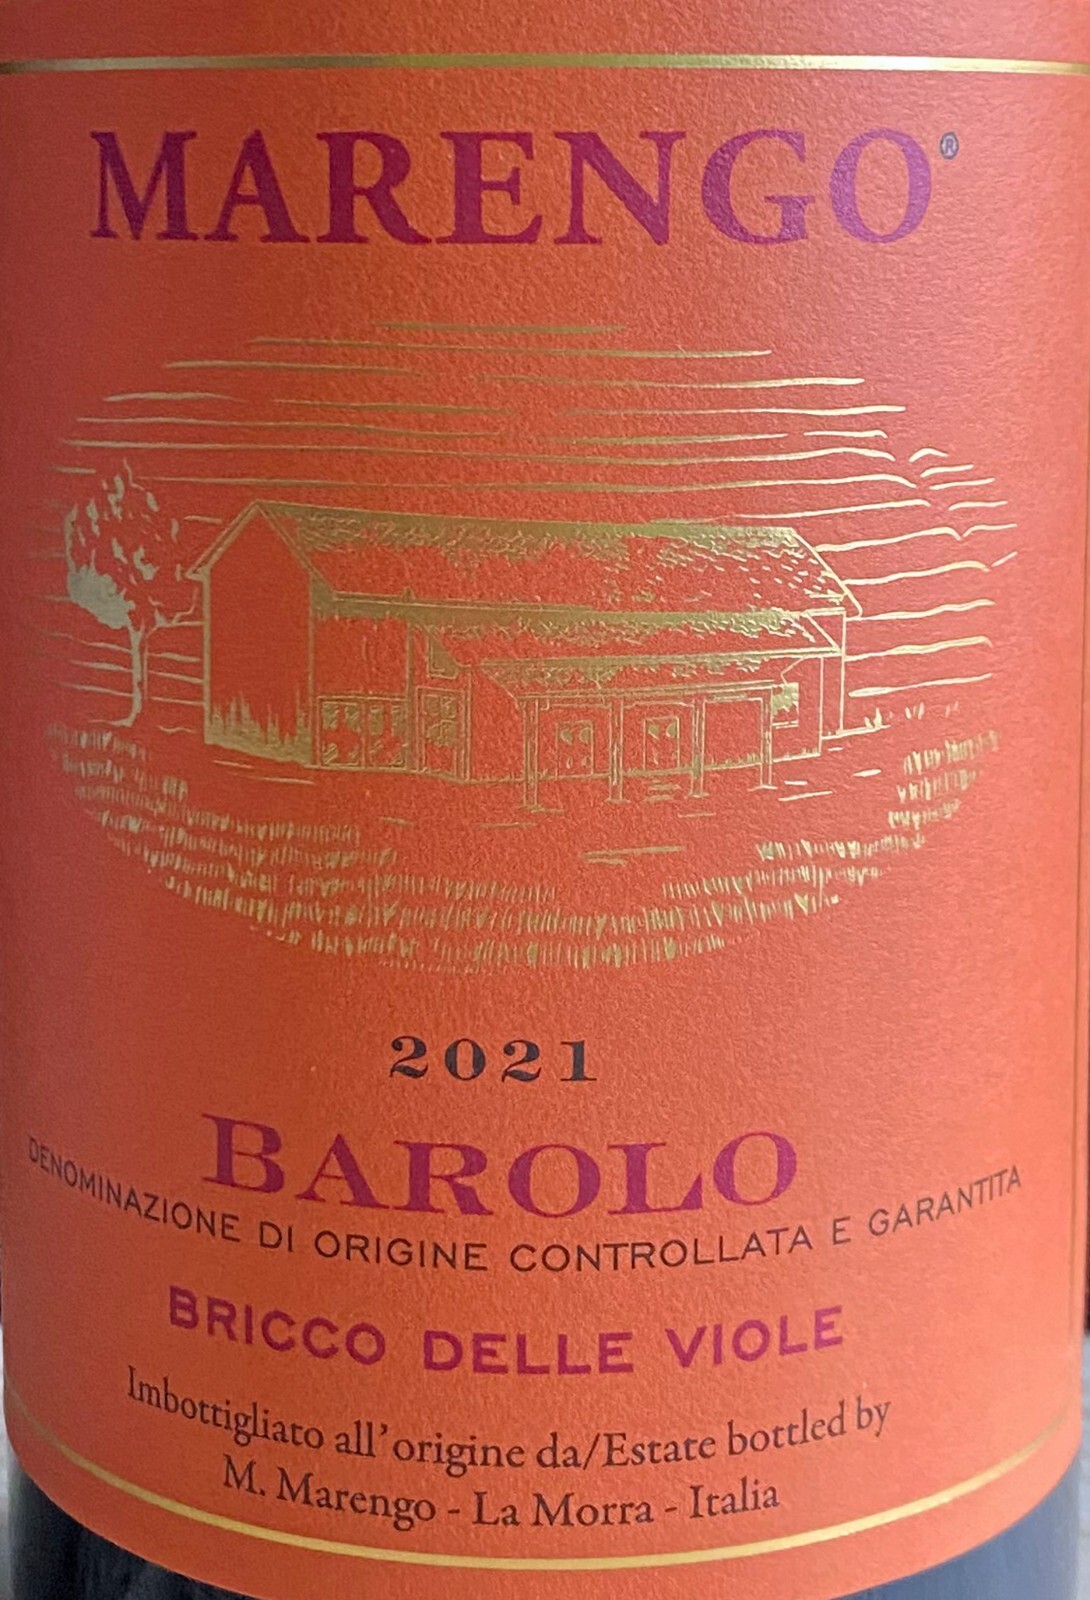 MARENGO®
2021
BAROLO
DENOMINAZIONE DI ORIGINE CONTROLLATA E GARANTITA
BRICCO DELLE VIOLE
Imbottigliato all'origine da/Estate bottled by
M. Marengo - La Morra - Italia